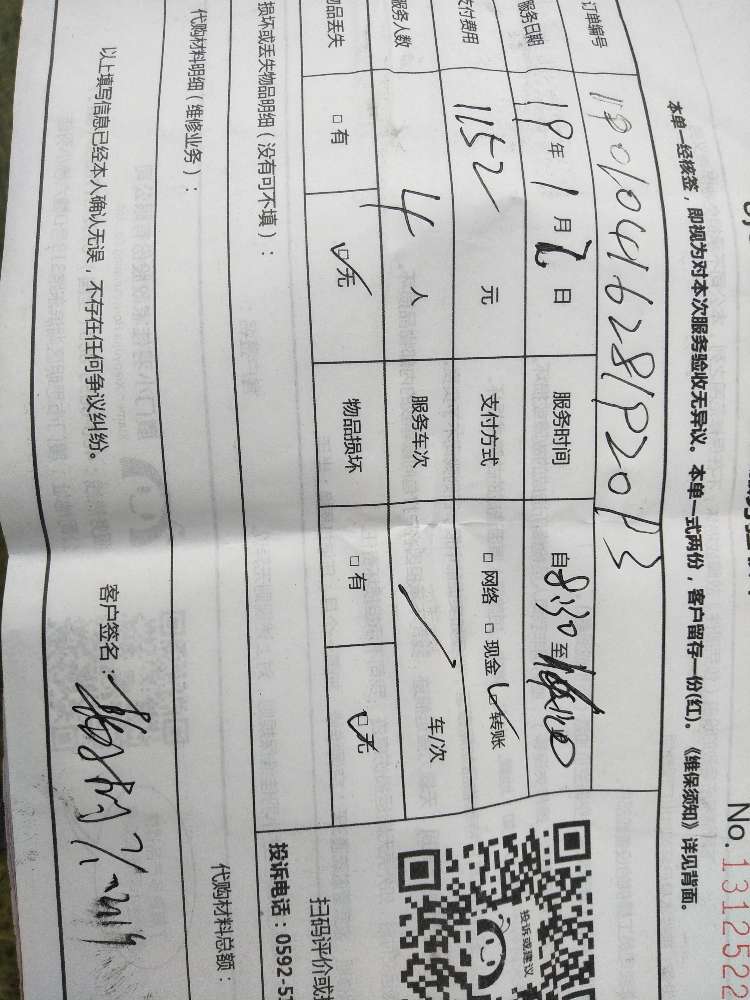 No.1312522
本单一经核签，即视为对本次服务验收无异议。本单一式两份，客户留存一份(红)。《维保须知》详见背面。
订单编号
服务日期 19年1月 日 服务时间 自8:30至
支付费用 1152元 支付方式 □网络 □现金 ☑转账
服务人数 4人 服务车次 / 车/次
物品丢失 □有 ☑无 物品损坏 □有 ☑无
损坏或丢失物品明细（没有可不填）：
代购材料明细（维修业务）：
代购材料总额：
以上填写信息已经本人确认无误，不存在任何争议纠纷。 客户签名：
投诉或建议
扫码评价或
投诉电话：0592-5